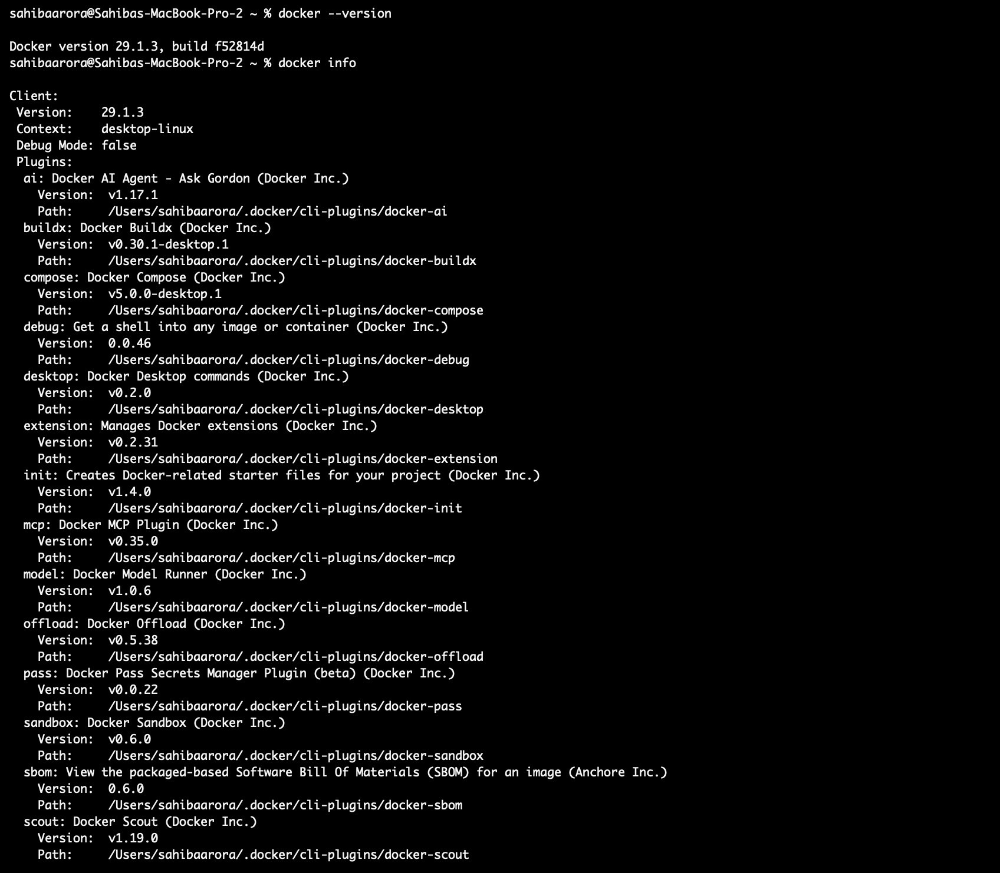 sahibaarora@Sahibas-MacBook-Pro-2 ~ % docker --version
Docker version 29.1.3, build f52814d
sahibaarora@Sahibas-MacBook-Pro-2 ~ % docker info
Client:
Version: 29.1.3
Context: desktop-linux
Debug Mode: false
Plugins:
ai: Docker AI Agent - Ask Gordon (Docker Inc.)
Version: v1.17.1
Path: /Users/sahibaarora/.docker/cli-plugins/docker-ai
buildx: Docker Buildx (Docker Inc.)
Version: v0.30.1-desktop.1
Path: /Users/sahibaarora/.docker/cli-plugins/docker-buildx
compose: Docker Compose (Docker Inc.)
Version: v5.0.0-desktop.1
Path: /Users/sahibaarora/.docker/cli-plugins/docker-compose
debug: Get a shell into any image or container (Docker Inc.)
Version: 0.0.46
Path: /Users/sahibaarora/.docker/cli-plugins/docker-debug
desktop: Docker Desktop commands (Docker Inc.)
Version: v0.2.0
Path: /Users/sahibaarora/.docker/cli-plugins/docker-desktop
extension: Manages Docker extensions (Docker Inc.)
Version: v0.2.31
Path: /Users/sahibaarora/.docker/cli-plugins/docker-extension
init: Creates Docker-related starter files for your project (Docker Inc.)
Version: v1.4.0
Path: /Users/sahibaarora/.docker/cli-plugins/docker-init
mcp: Docker MCP Plugin (Docker Inc.)
Version: v0.35.0
Path: /Users/sahibaarora/.docker/cli-plugins/docker-mcp
model: Docker Model Runner (Docker Inc.)
Version: v1.0.6
Path: /Users/sahibaarora/.docker/cli-plugins/docker-model
offload: Docker Offload (Docker Inc.)
Version: v0.5.38
Path: /Users/sahibaarora/.docker/cli-plugins/docker-offload
pass: Docker Pass Secrets Manager Plugin (beta) (Docker Inc.)
Version: v0.0.22
Path: /Users/sahibaarora/.docker/cli-plugins/docker-pass
sandbox: Docker Sandbox (Docker Inc.)
Version: v0.6.0
Path: /Users/sahibaarora/.docker/cli-plugins/docker-sandbox
sbom: View the packaged-based Software Bill Of Materials (SBOM) for an image (Anchore Inc.)
Version: 0.6.0
Path: /Users/sahibaarora/.docker/cli-plugins/docker-sbom
scout: Docker Scout (Docker Inc.)
Version: v1.19.0
Path: /Users/sahibaarora/.docker/cli-plugins/docker-scout